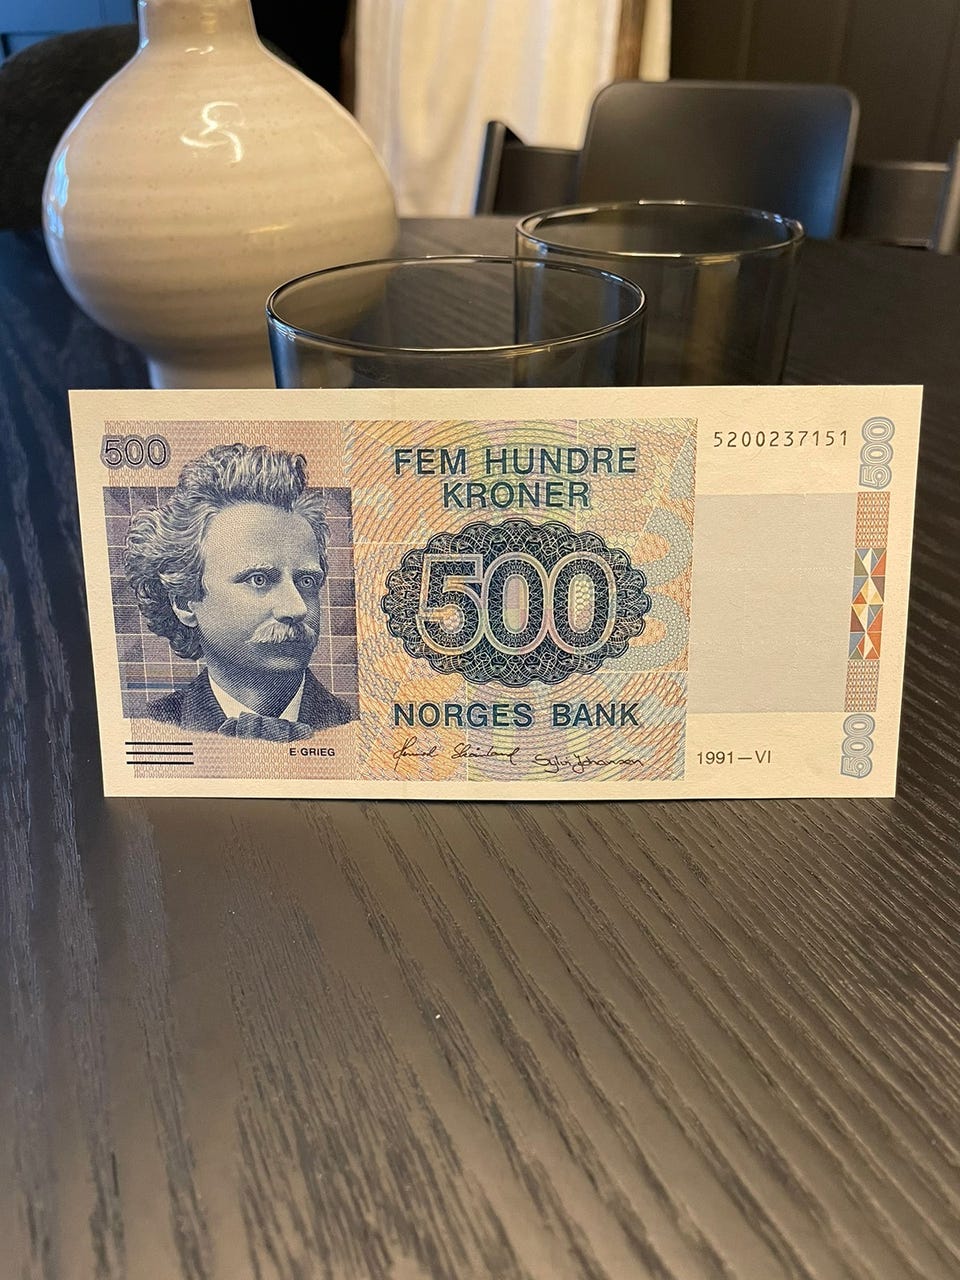 500
FEM HUNDRE
KRONER
5200237151
500
500
NORGES BANK
E·GRIEG
1991—VI
500